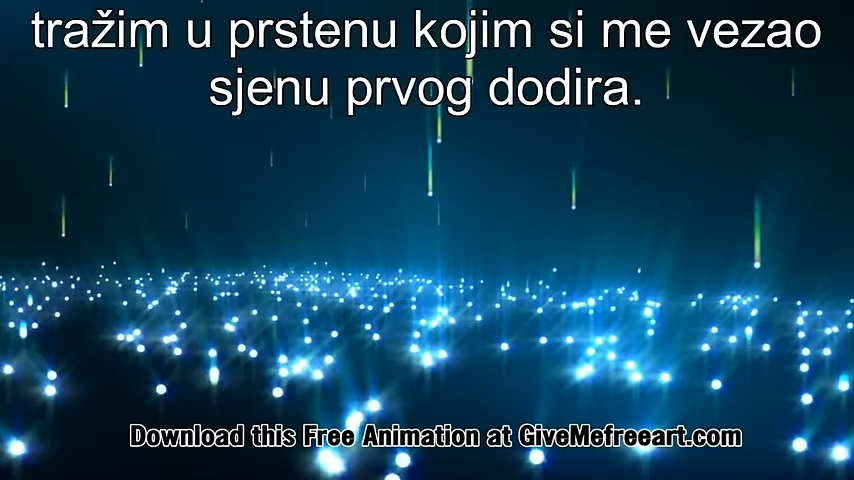 tražim u prstenu kojim si me vezao
sjenu prvog dodira.
Download this Free Animation at GiveMefreeart.com